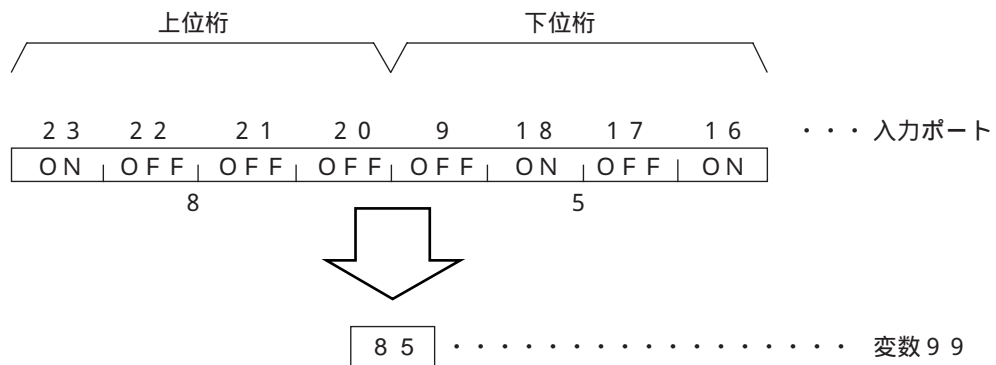 上位桁 下位桁
23 22 21 20 9 18 17 16 ・・・ 入力ポート
ON OFF OFF OFF OFF ON OFF ON
8 5
85 ・・・・・・・・・・・・・・・・・ 変数99